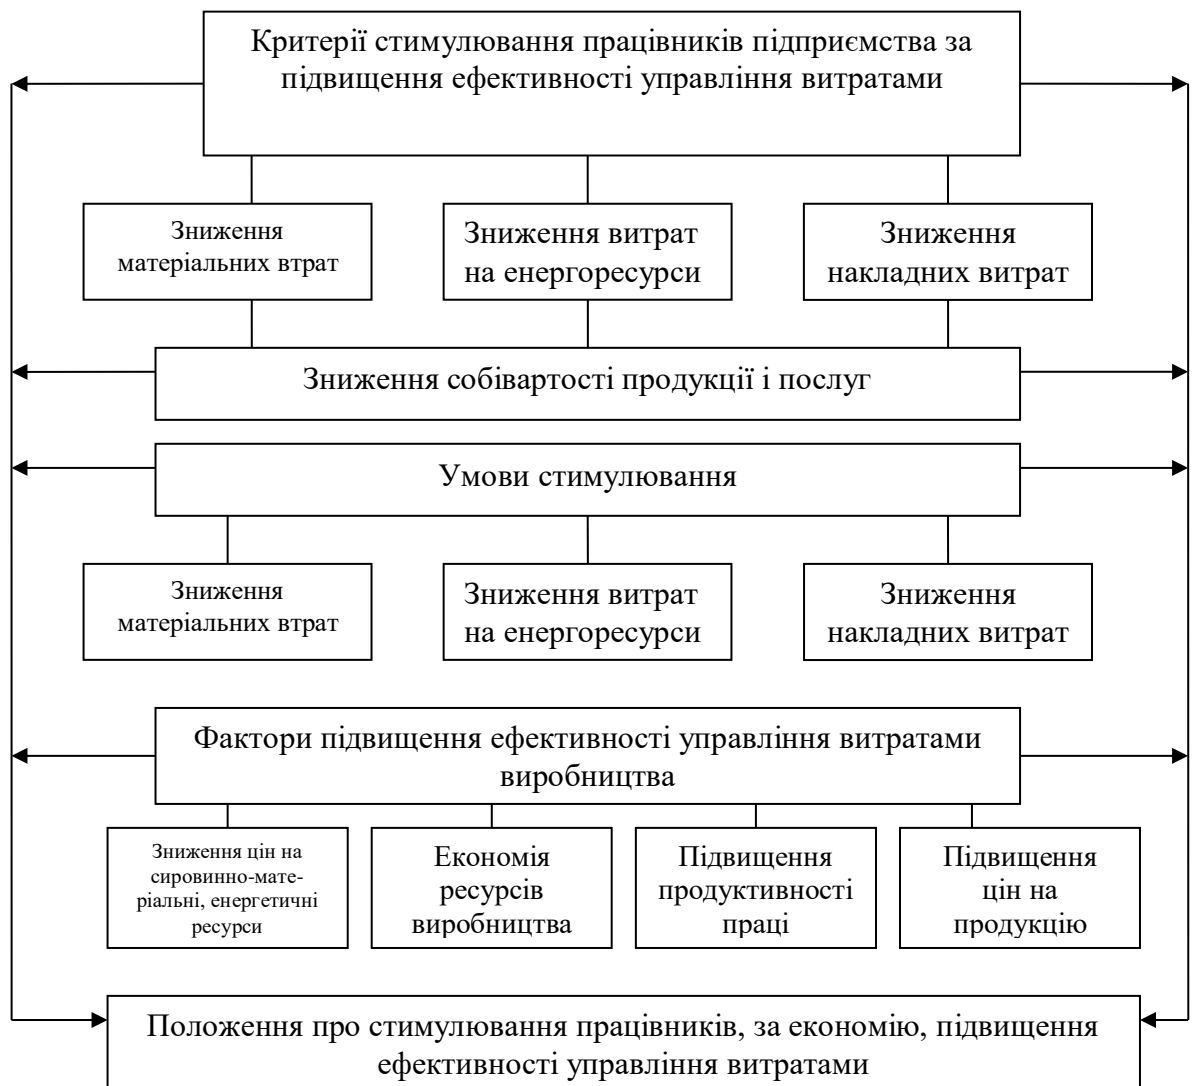 Критерії стимулювання працівників підприємства за
підвищення ефективності управління витратами
Зниження
матеріальних втрат
Зниження витрат
на енергоресурси
Зниження
накладних витрат
Зниження собівартості продукції і послуг
Умови стимулювання
Зниження
матеріальних втрат
Зниження витрат
на енергоресурси
Зниження
накладних витрат
Фактори підвищення ефективності управління витратами
виробництва
Зниження цін на
сировинно-мате-
ріальні, енергетичні
ресурси
Економія
ресурсів
виробництва
Підвищення
продуктивності
праці
Підвищення
цін на
продукцію
Положення про стимулювання працівників, за економію, підвищення
ефективності управління витратами